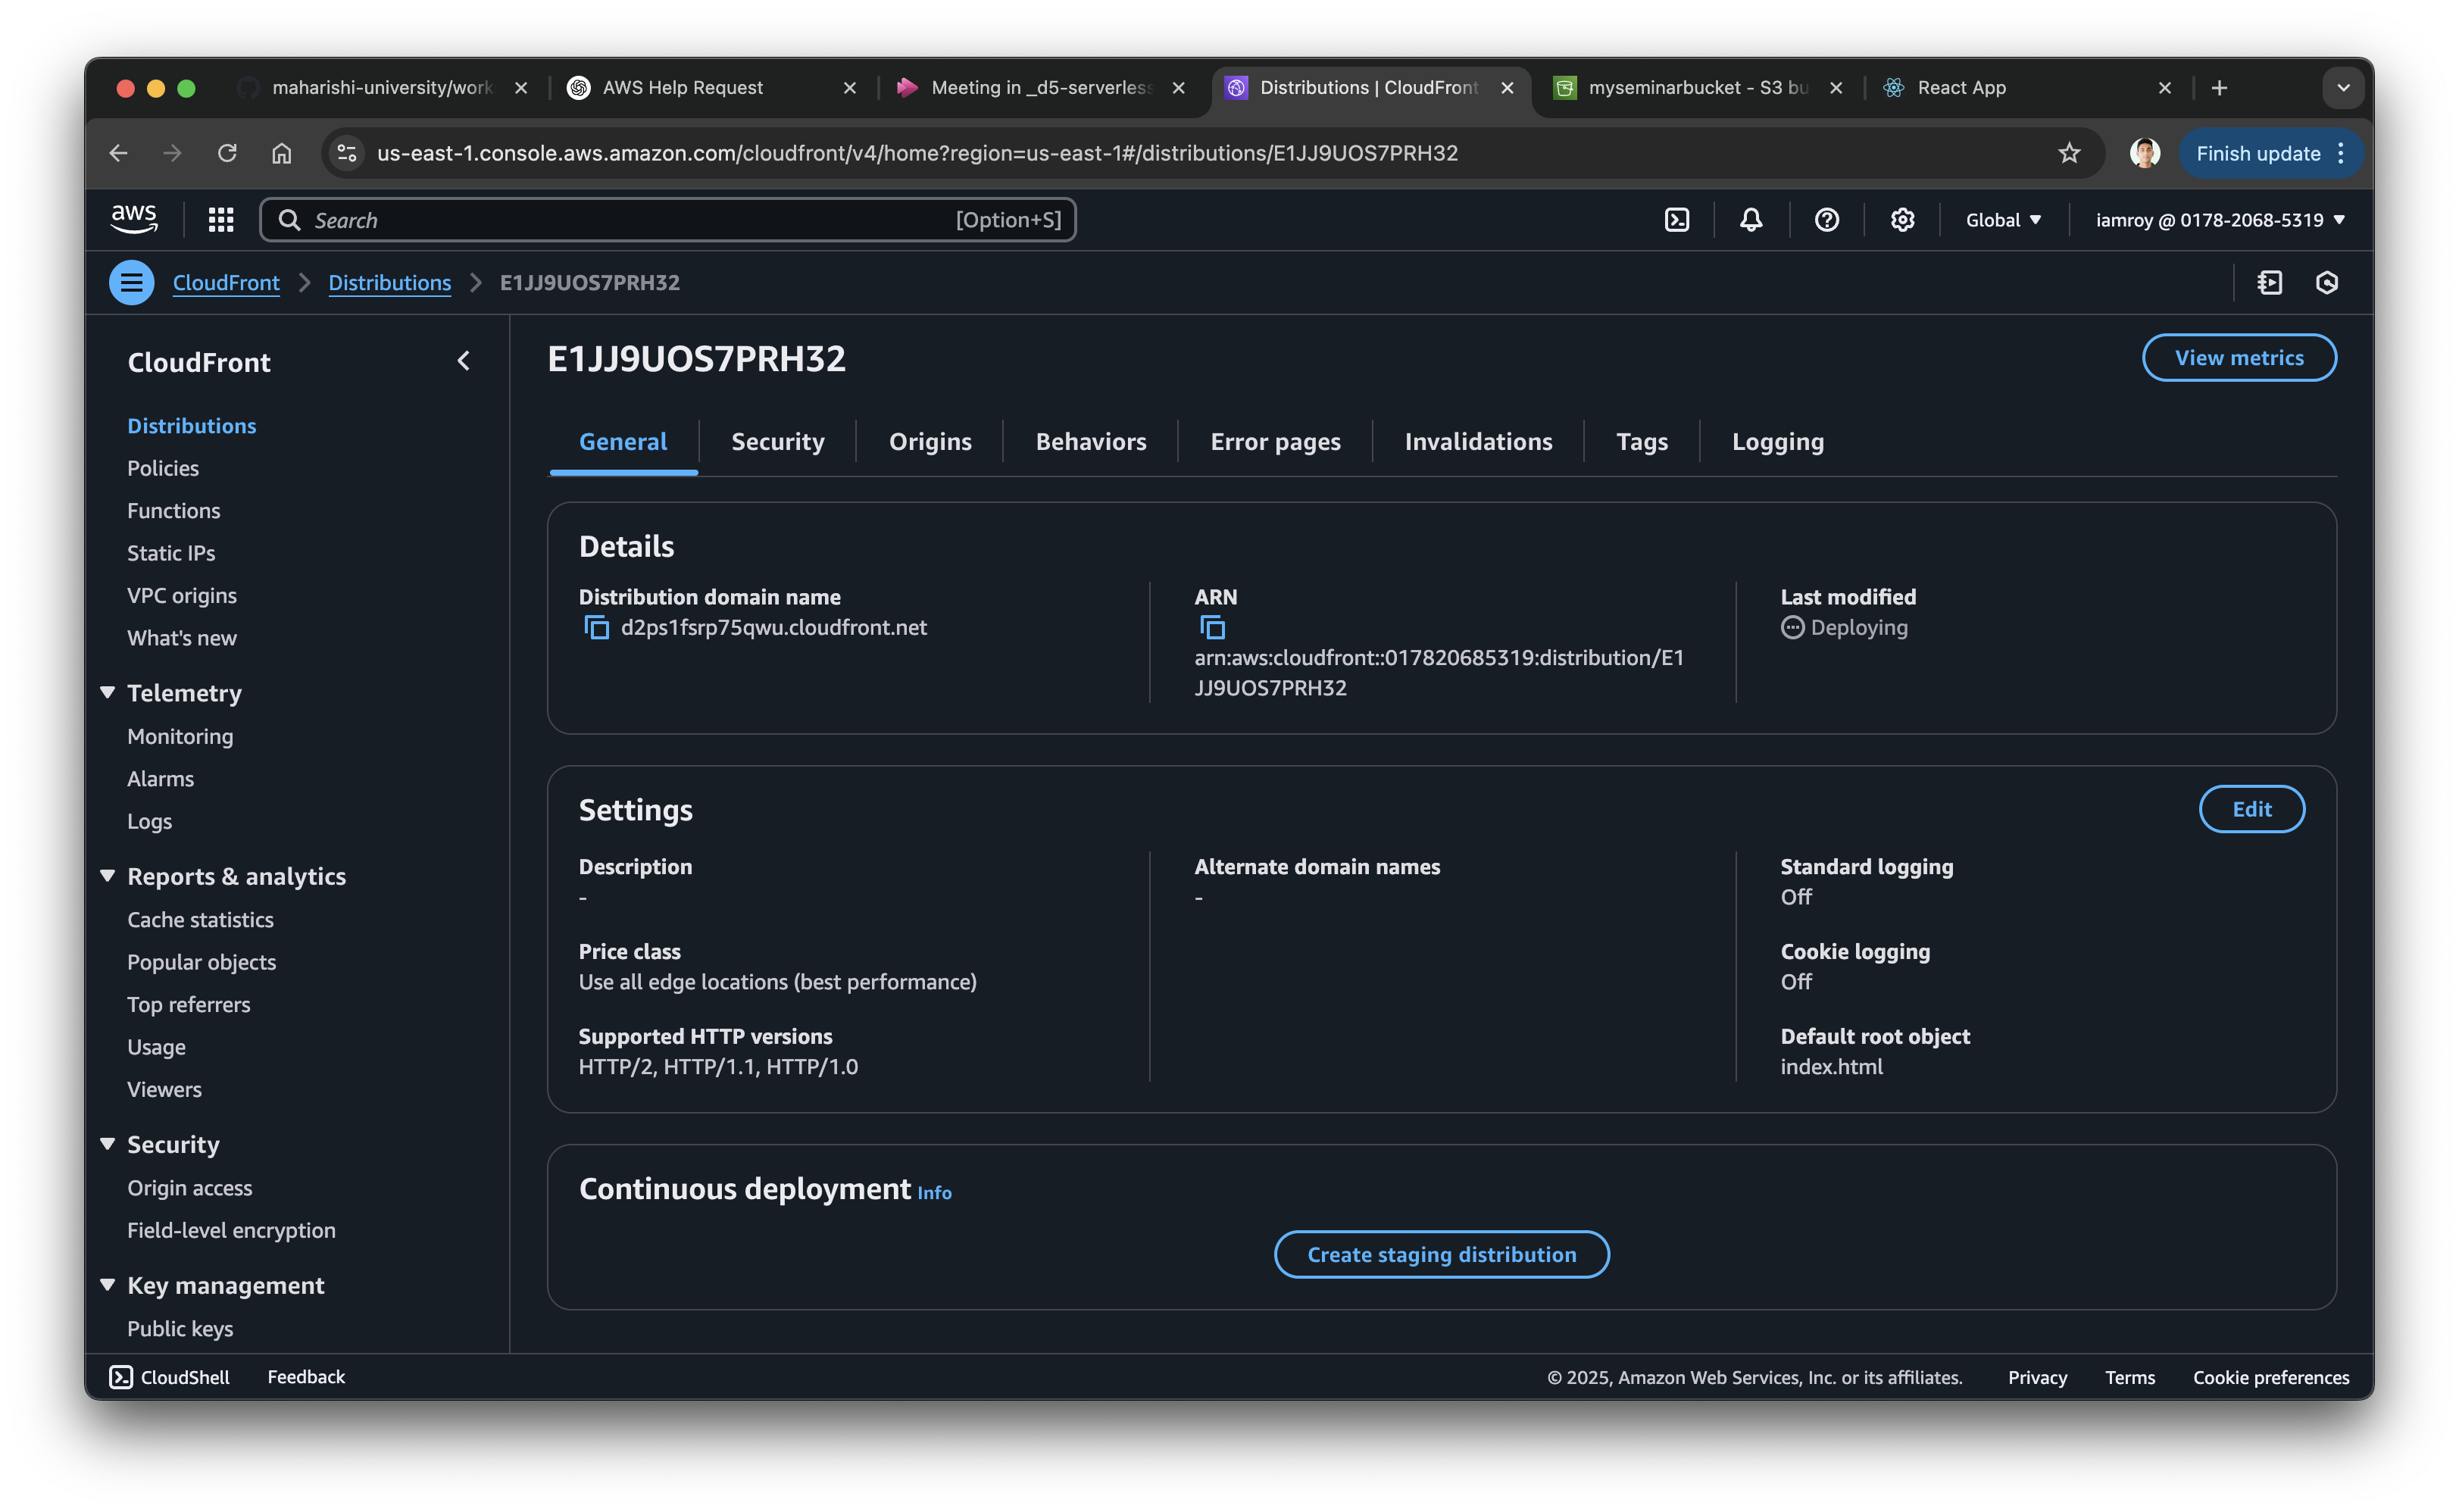 maharishi-university/work
AWS Help Request
Meeting in _d5-serverless
Distributions | CloudFront
myseminarbucket - S3 bu
React App
us-east-1.console.aws.amazon.com/cloudfront/v4/home?region=us-east-1#/distributions/E1JJ9UOS7PRH32
Finish update
aws
Search
[Option+S]
Global
iamroy @ 0178-2068-5319
CloudFront
Distributions
E1JJ9UOS7PRH32
CloudFront
Distributions
Policies
Functions
Static IPs
VPC origins
What's new
Telemetry
Monitoring
Alarms
Logs
Reports & analytics
Cache statistics
Popular objects
Top referrers
Usage
Viewers
Security
Origin access
Field-level encryption
Key management
Public keys
E1JJ9UOS7PRH32
View metrics
General
Security
Origins
Behaviors
Error pages
Invalidations
Tags
Logging
Details
Distribution domain name
d2ps1fsrp75qwu.cloudfront.net
ARN
arn:aws:cloudfront::017820685319:distribution/E1
JJ9UOS7PRH32
Last modified
Deploying
Settings
Edit
Description
-
Price class
Use all edge locations (best performance)
Supported HTTP versions
HTTP/2, HTTP/1.1, HTTP/1.0
Alternate domain names
-
Standard logging
Off
Cookie logging
Off
Default root object
index.html
Continuous deployment Info
Create staging distribution
CloudShell
Feedback
© 2025, Amazon Web Services, Inc. or its affiliates.
Privacy
Terms
Cookie preferences